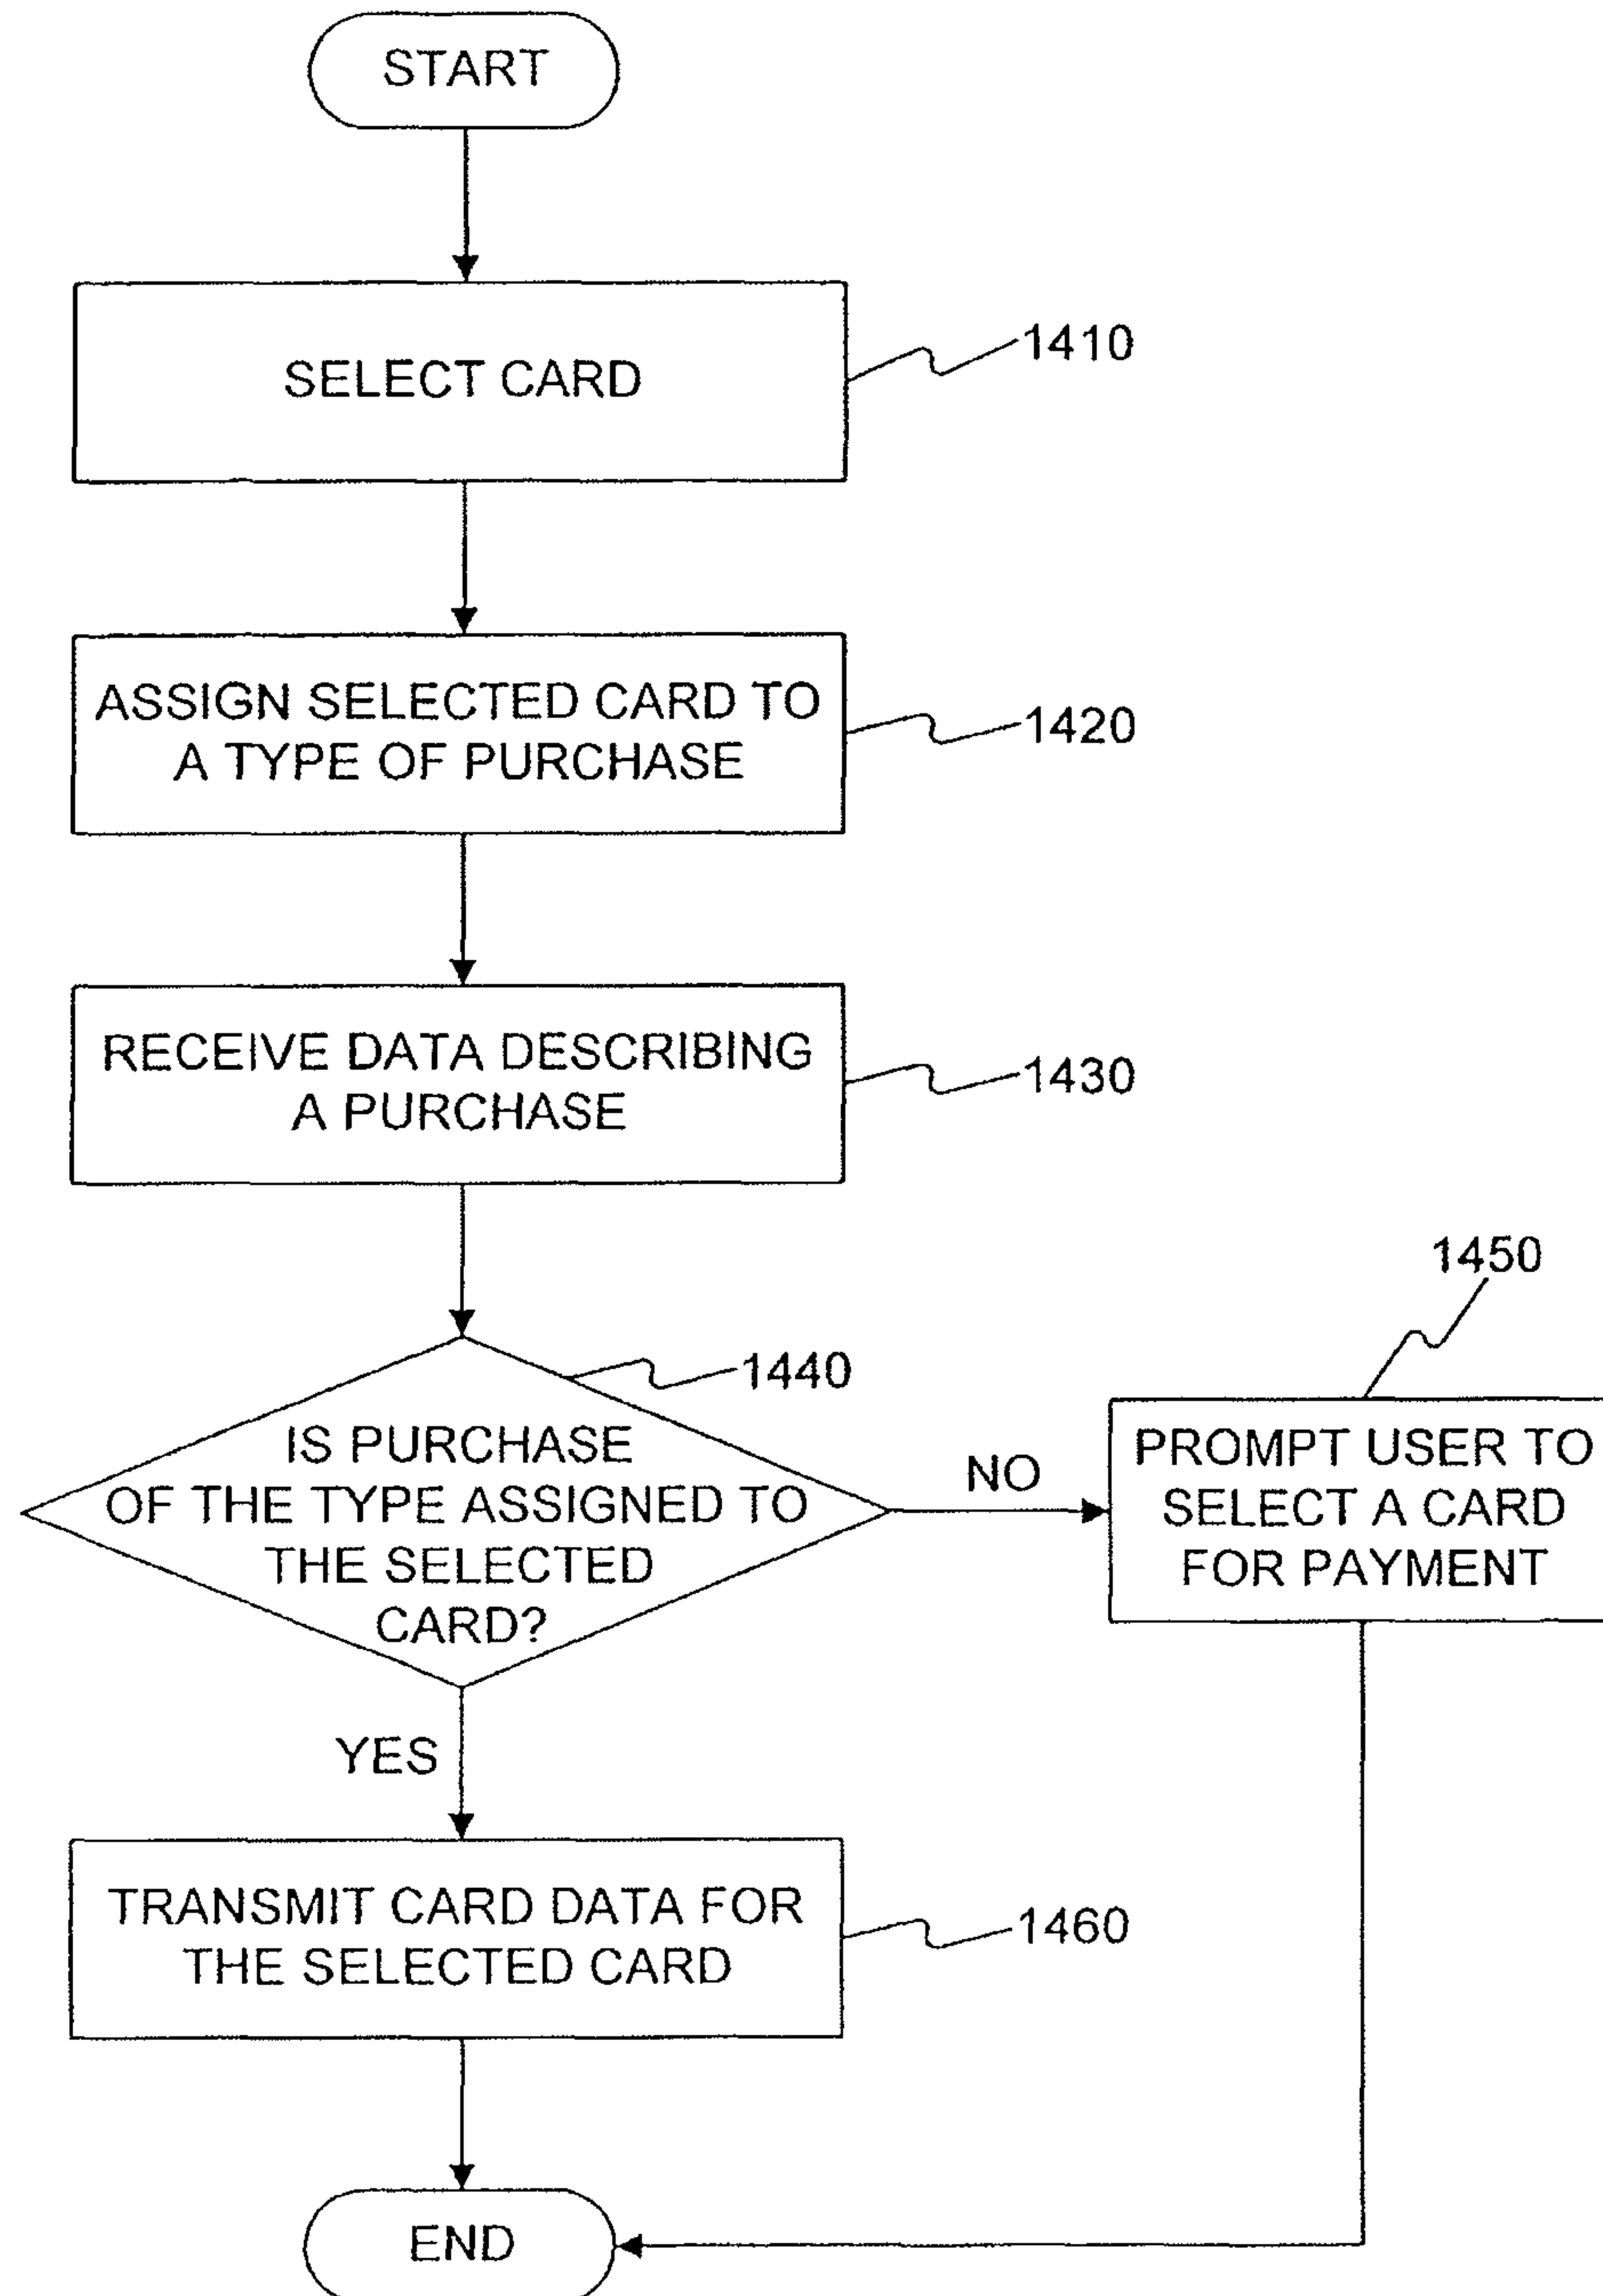 START
SELECT CARD
1410
ASSIGN SELECTED CARD TO
A TYPE OF PURCHASE
1420
RECEIVE DATA DESCRIBING
A PURCHASE
1430
1440
IS PURCHASE
OF THE TYPE ASSIGNED TO
THE SELECTED
CARD?
NO
1450
PROMPT USER TO
SELECT A CARD
FOR PAYMENT
YES
TRANSMIT CARD DATA FOR
THE SELECTED CARD
1460
END